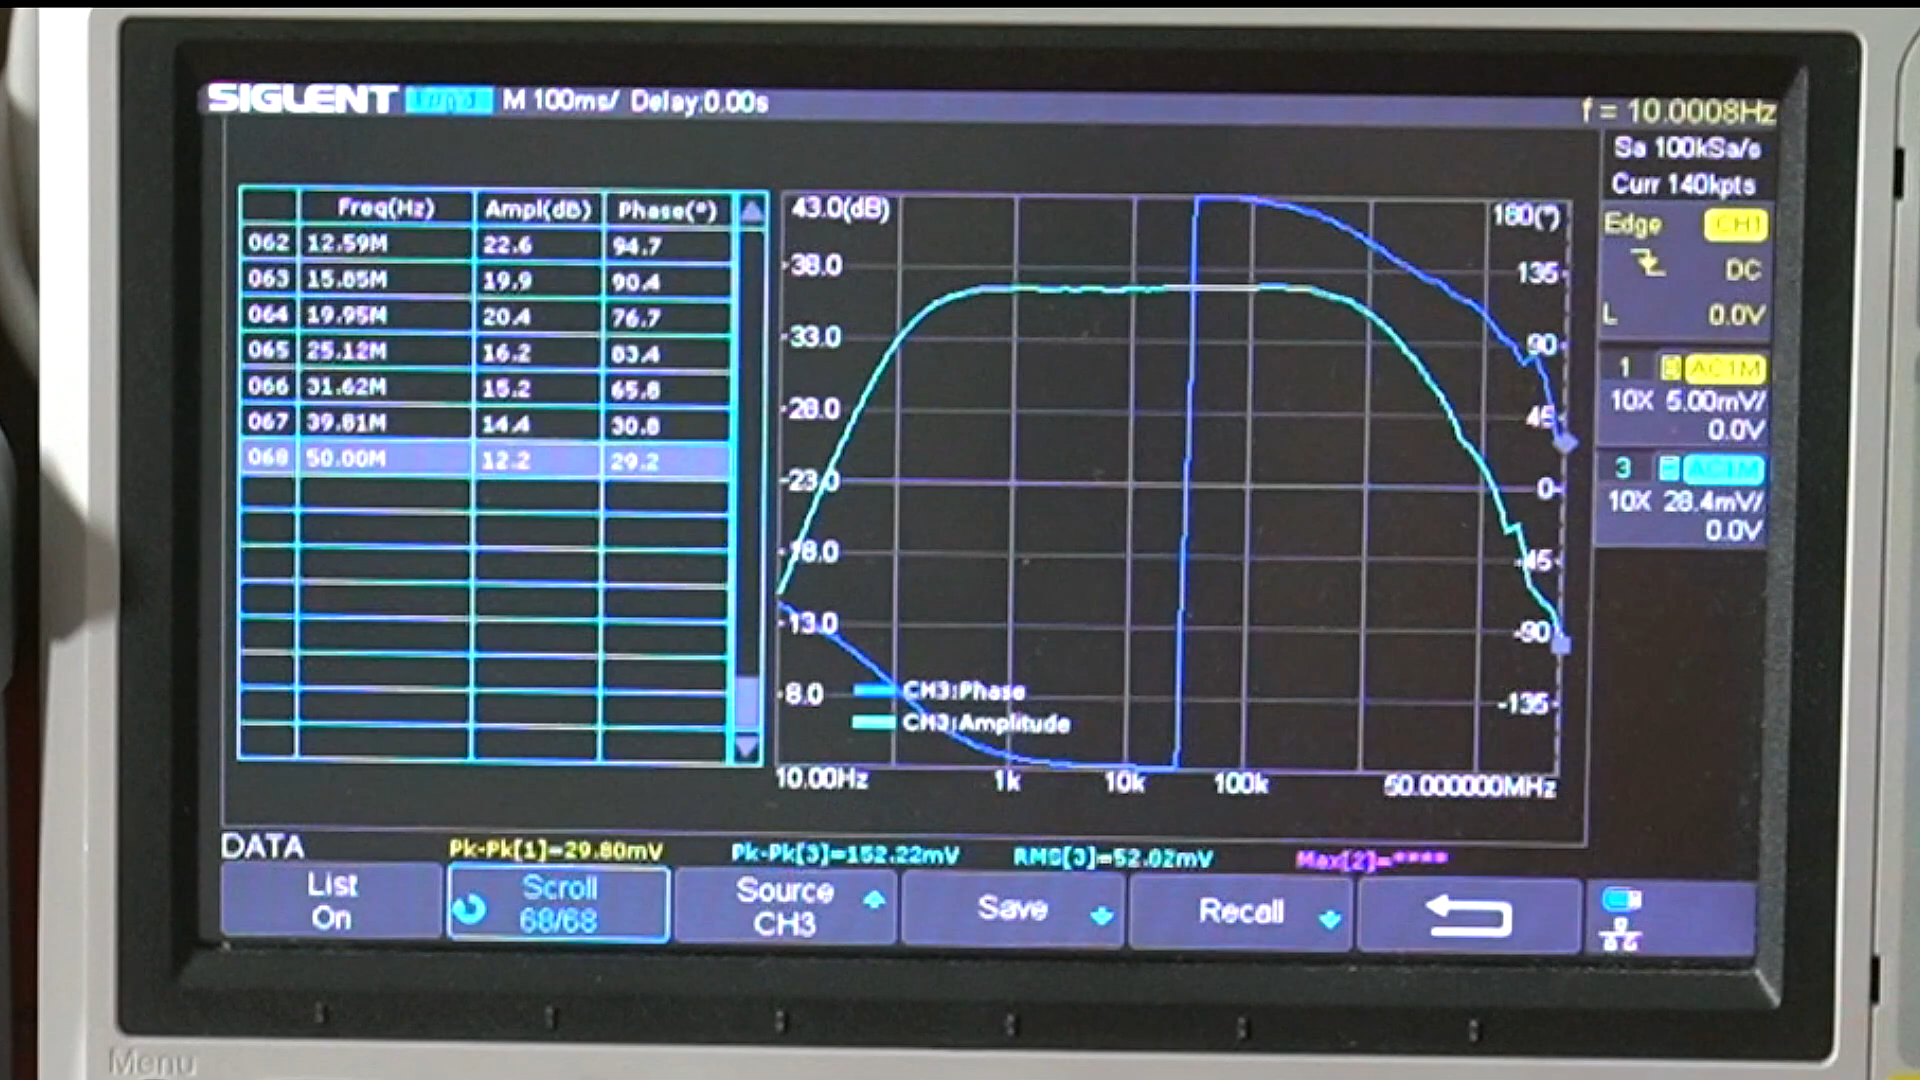 SIGLENT M 100ms/ Delay:0.00s
f = 10.0008Hz
Sa 100kSa/s
Curr 140kpts
Edge CH1
DC
L 0.0V
1 B AC1M
10X 5.00mV/
0.0V
3 AC1M
10X 28.4mV/
0.0V
Freq(Hz) Ampl(dB) Phase(°)
062 12.59M 22.6 94.7
063 15.85M 19.9 90.4
064 19.95M 20.4 76.7
065 25.12M 16.2 83.4
066 31.62M 15.2 65.8
067 39.81M 14.4 30.8
068 50.00M 12.2 29.2
43.0(dB) 180(°)
38.0 135
33.0 90
28.0 45
23.0 0
18.0 -45
13.0 -90
8.0 -135
CH3:Phase
CH3:Amplitude
10.00Hz 1k 10k 100k 50.000000MHz
DATA Pk-Pk[1]=29.80mV Pk-Pk[3]=152.22mV RMS[3]=52.02mV Max[2]=****
List
On
Scroll
68/68
Source
CH3
Save
Recall
Menu